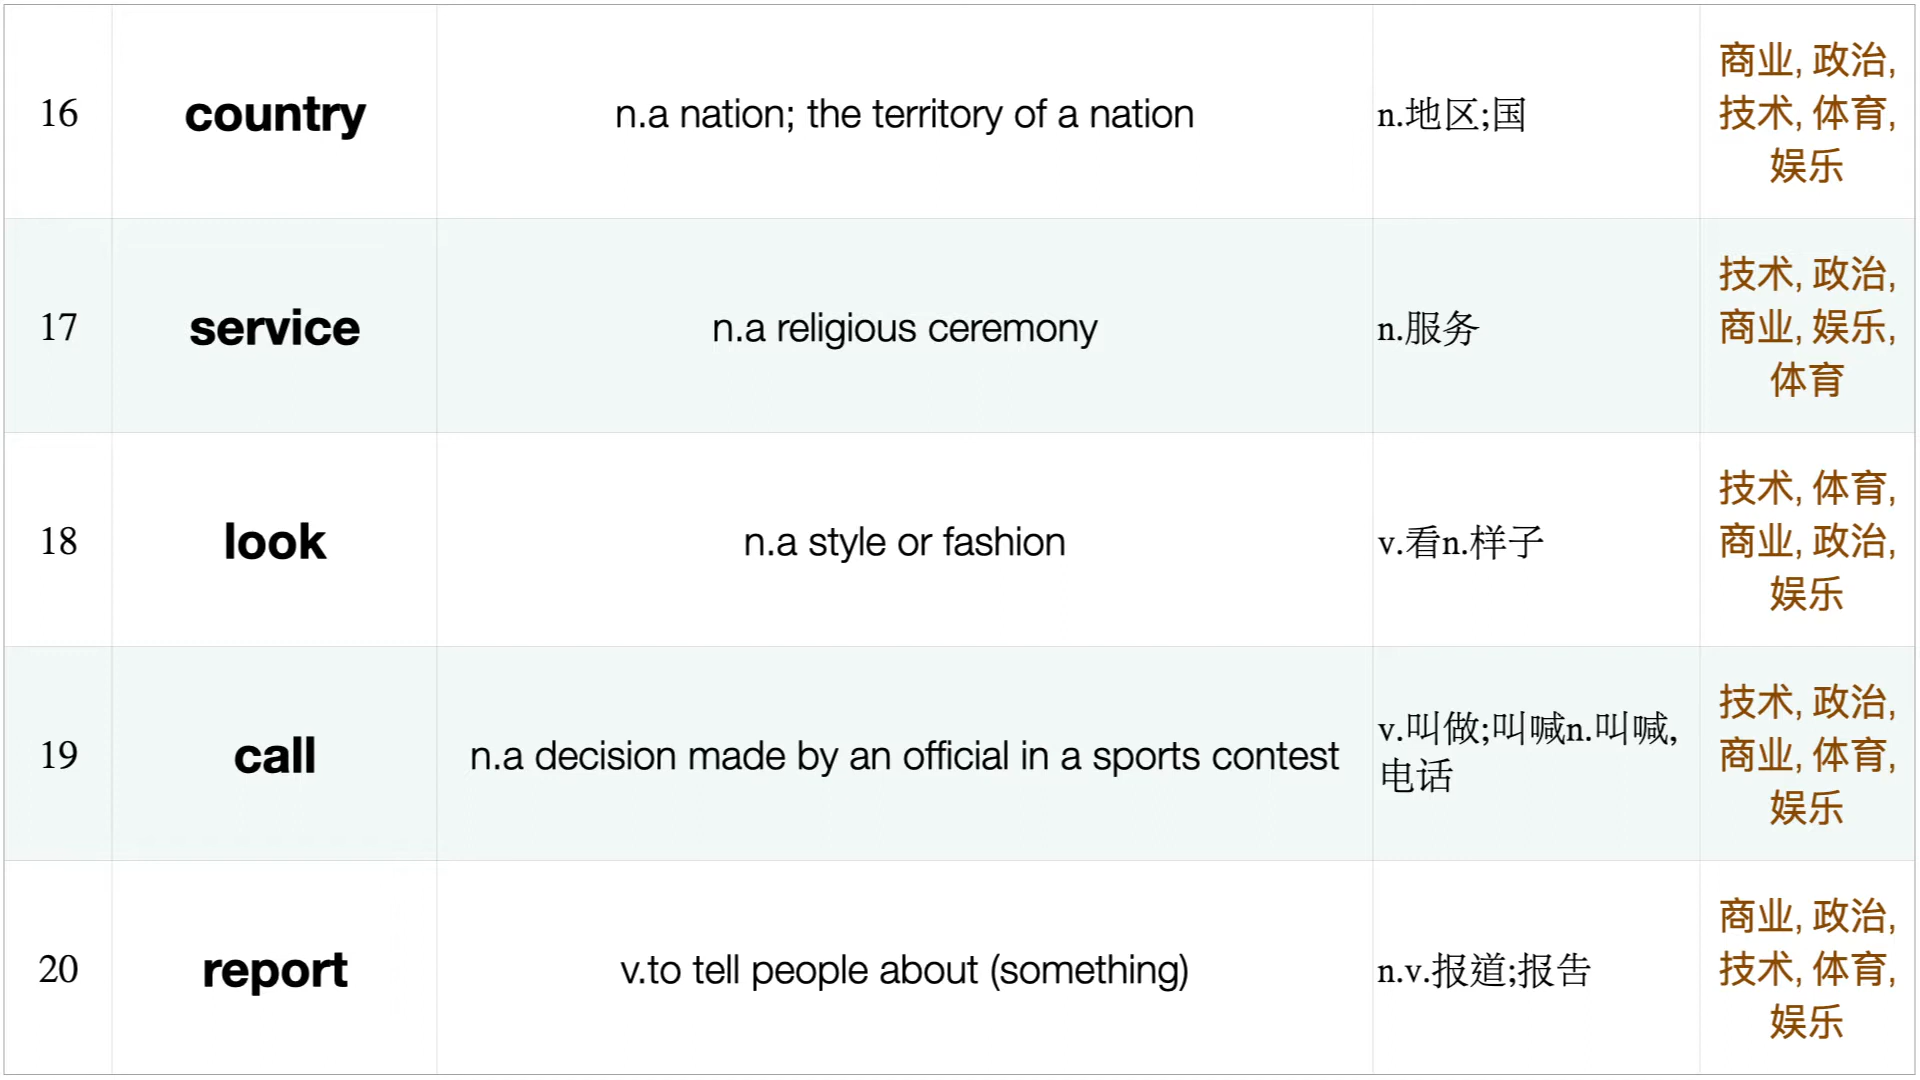 16
country
n.a nation; the territory of a nation
n.地区;国
商业, 政治,
技术, 体育,
娱乐
17
service
n.a religious ceremony
n.服务
技术, 政治,
商业, 娱乐,
体育
18
look
n.a style or fashion
v.看n.样子
技术, 体育,
商业, 政治,
娱乐
19
call
n.a decision made by an official in a sports contest
v.叫做;叫喊n.叫喊,
电话
技术, 政治,
商业, 体育,
娱乐
20
report
v.to tell people about (something)
n.v.报道;报告
商业, 政治,
技术, 体育,
娱乐